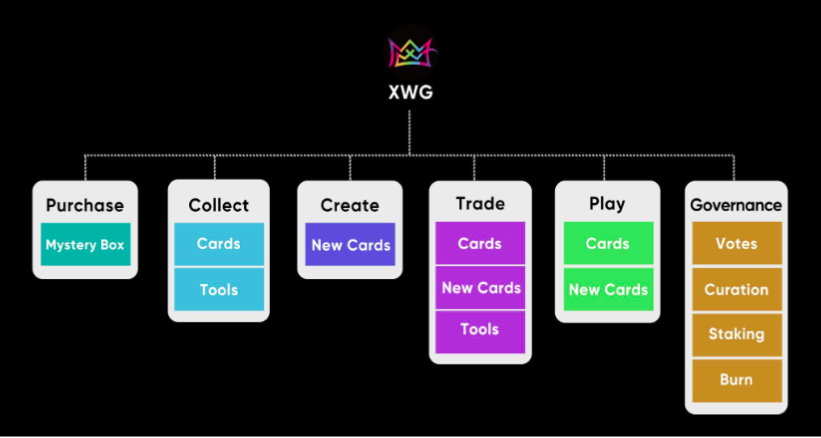 XWG
Purchase
Mystery Box
Collect
Cards
Tools
Create
New Cards
Trade
Cards
New Cards
Tools
Play
Cards
New Cards
Governance
Votes
Curation
Staking
Burn